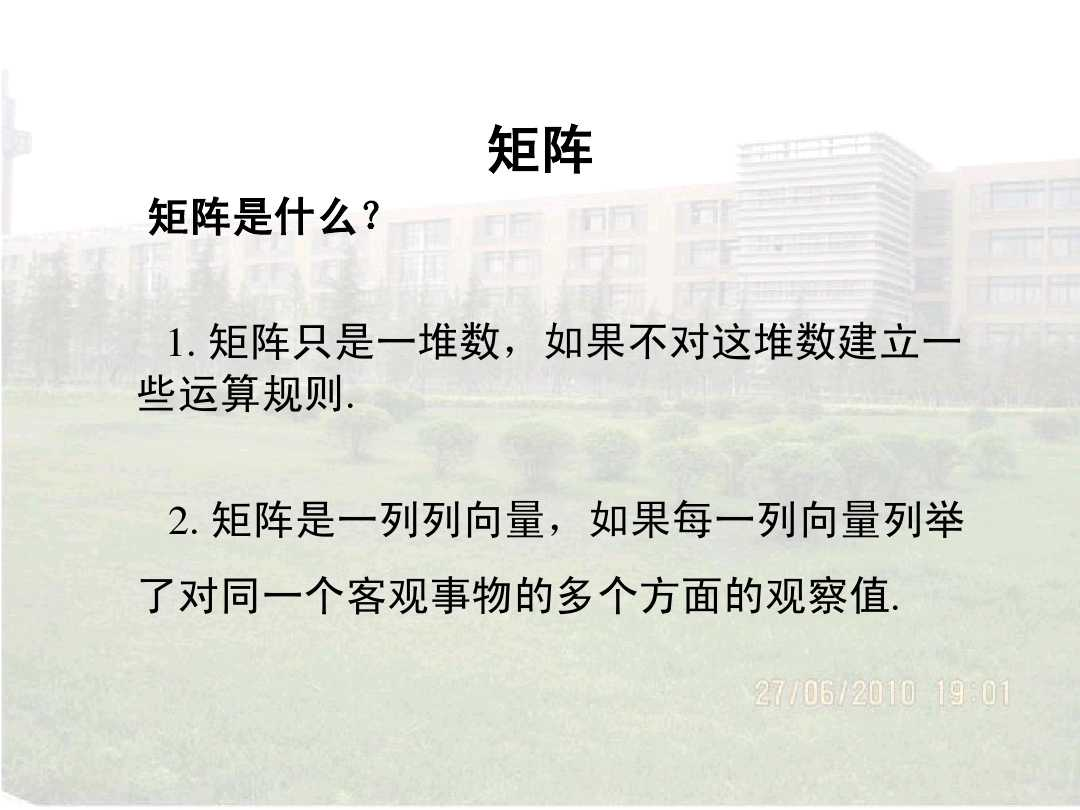 矩阵
矩阵是什么?
1. 矩阵只是一堆数，如果不对这堆数建立一
些运算规则.
2. 矩阵是一列列向量，如果每一列向量列举
了对同一个客观事物的多个方面的观察值.
27/06/2010 19:01